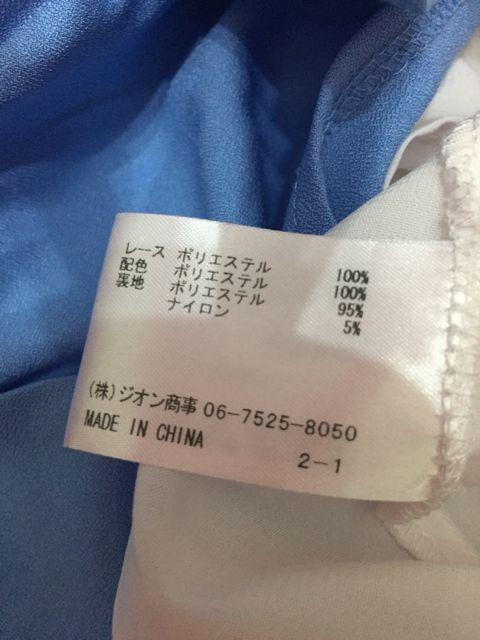 レース ポリエステル 100%
配色 ポリエステル 100%
裏地 ポリエステル 95%
ナイロン 5%
(株)ジオン商事 06-7525-8050
MADE IN CHINA
2-1